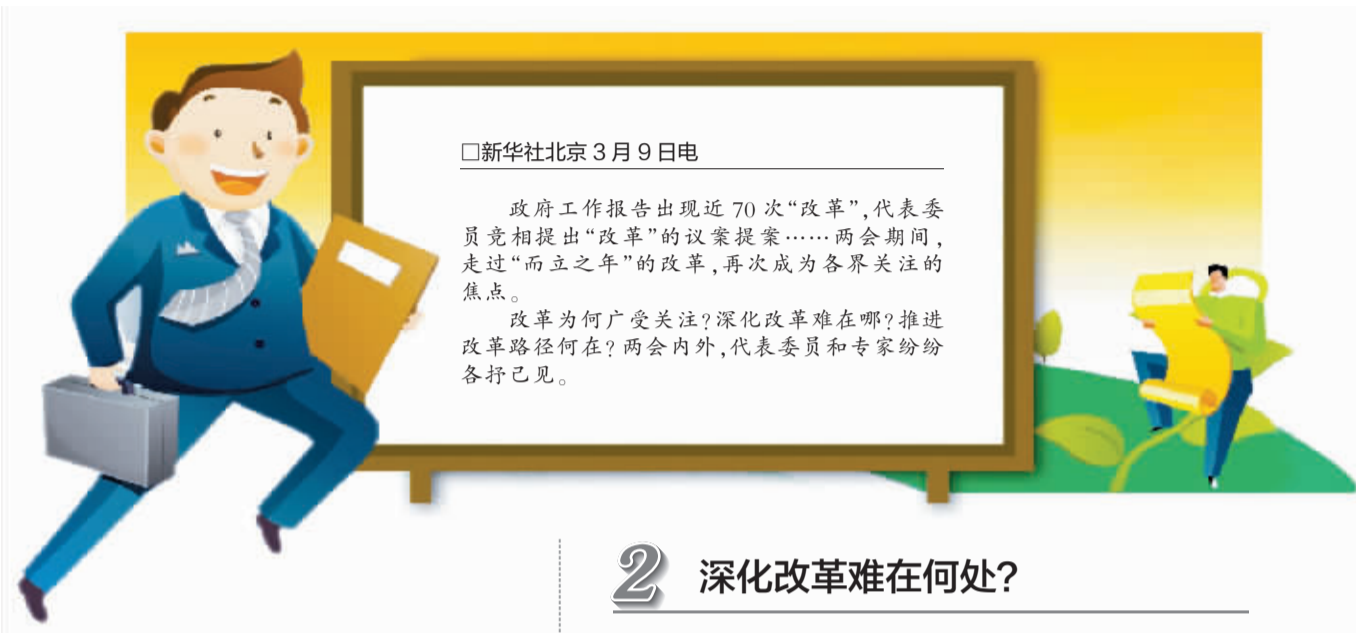 □新华社北京3月9日电
政府工作报告出现近70次“改革”，代表委
员竞相提出“改革”的议案提案……两会期间，
走过“而立之年”的改革，再次成为各界关注的
焦点。
改革为何广受关注？深化改革难在哪？推进
改革路径何在？两会内外，代表委员和专家纷纷
各抒己见。
2 深化改革难在何处？